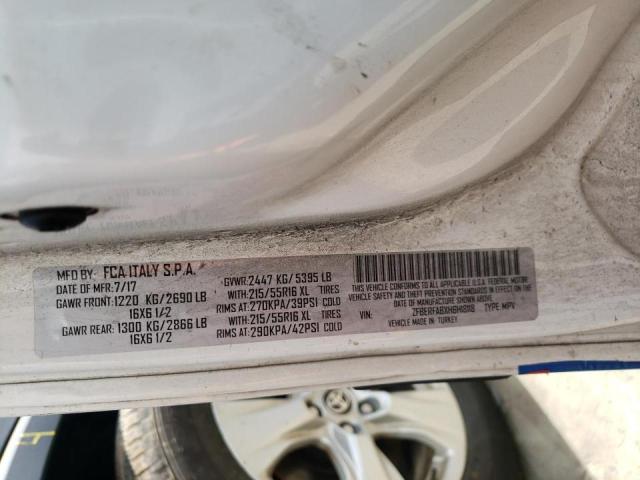 MFD BY: FCA ITALY S.P.A.
DATE OF MFR: 7/17
GAWR FRONT: 1220 KG/2690 LB
16X6 1/2
GAWR REAR: 1300 KG/2866 LB
16X6 1/2
GVWR: 2447 KG/5395 LB
WITH: 215/55R16 XL TIRES
RIMS AT: 270KPA/39PSI COLD
WITH: 215/55R16 XL TIRES
RIMS AT: 290KPA/42PSI COLD
THIS VEHICLE CONFORMS TO ALL APPLICABLE U.S.A. FEDERAL
MOTOR VEHICLE SAFETY, BUMPER, AND THEFT PREVENTION
STANDARDS IN EFFECT ON THE DATE OF MANUFACTURE SHOWN ABOVE
VIN: TYPE: MPV
MADE IN TURKEY